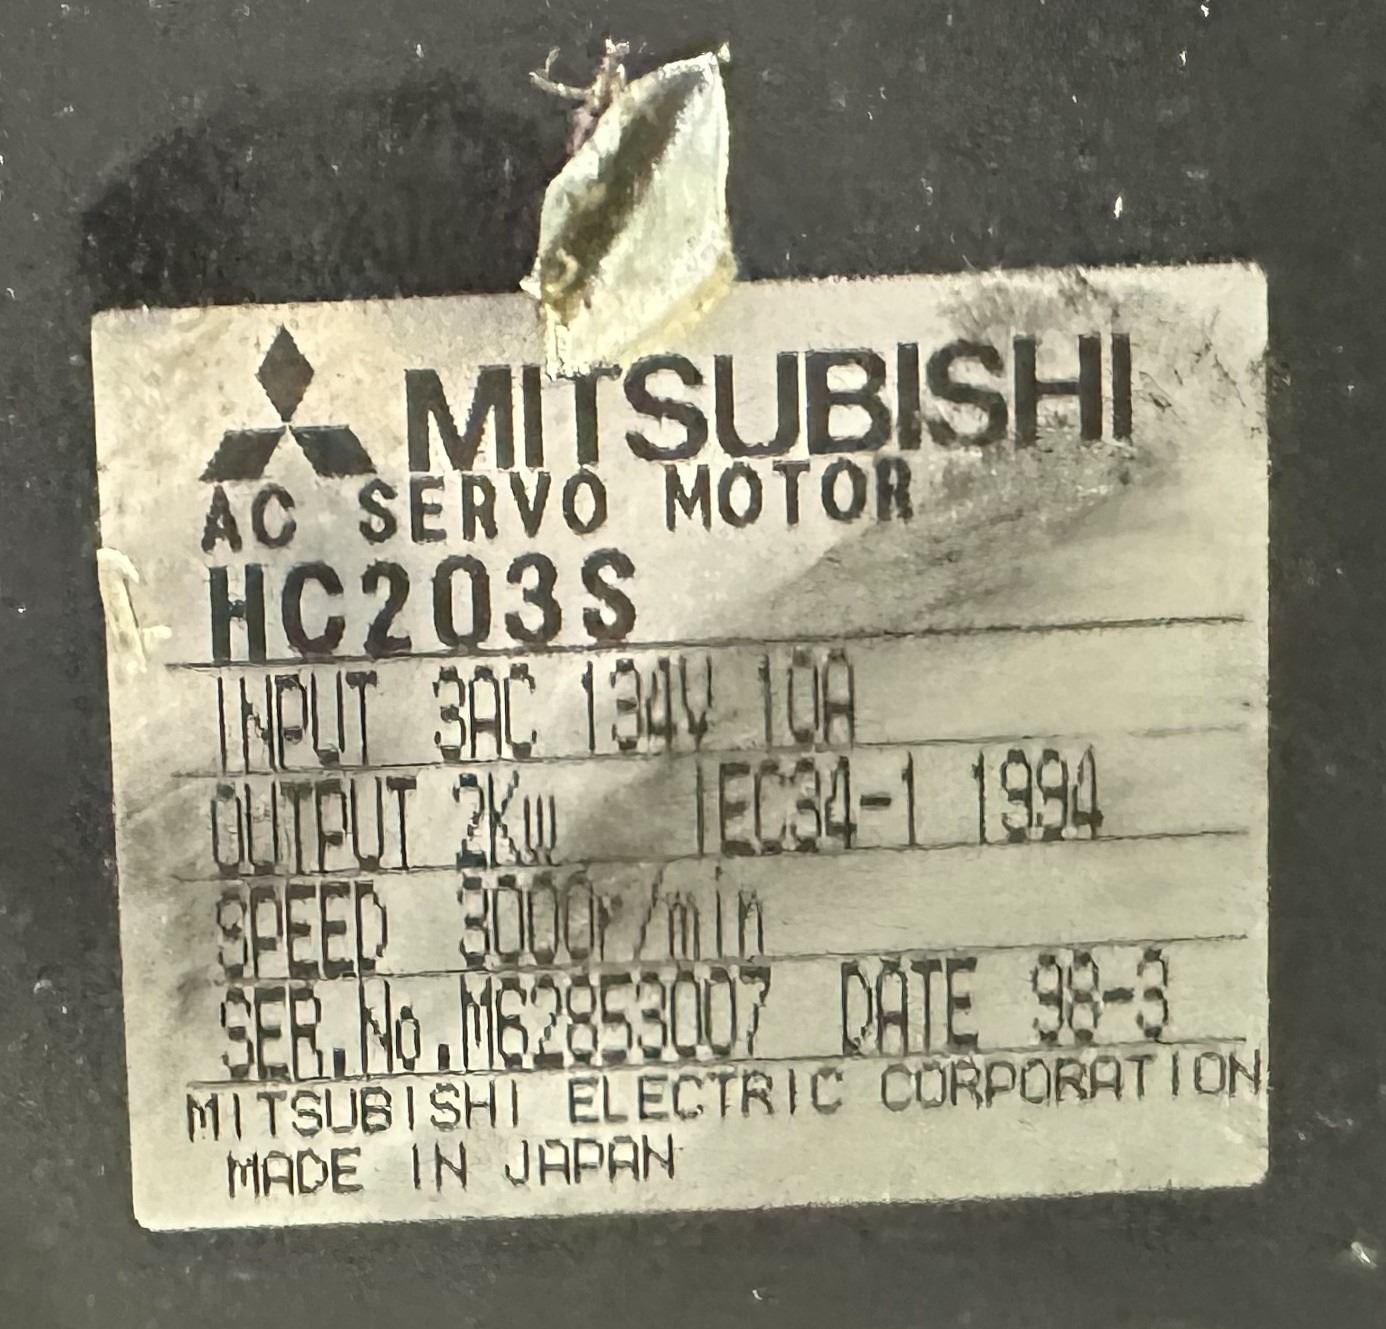 MITSUBISHI
AC SERVO MOTOR
HC203S
INPUT 3AC 134V 10A
OUTPUT 2Kw IEC34-1 1994
SPEED 3000r/min
SER.No.M62853007 DATE 98-3
MITSUBISHI ELECTRIC CORPORATION
MADE IN JAPAN